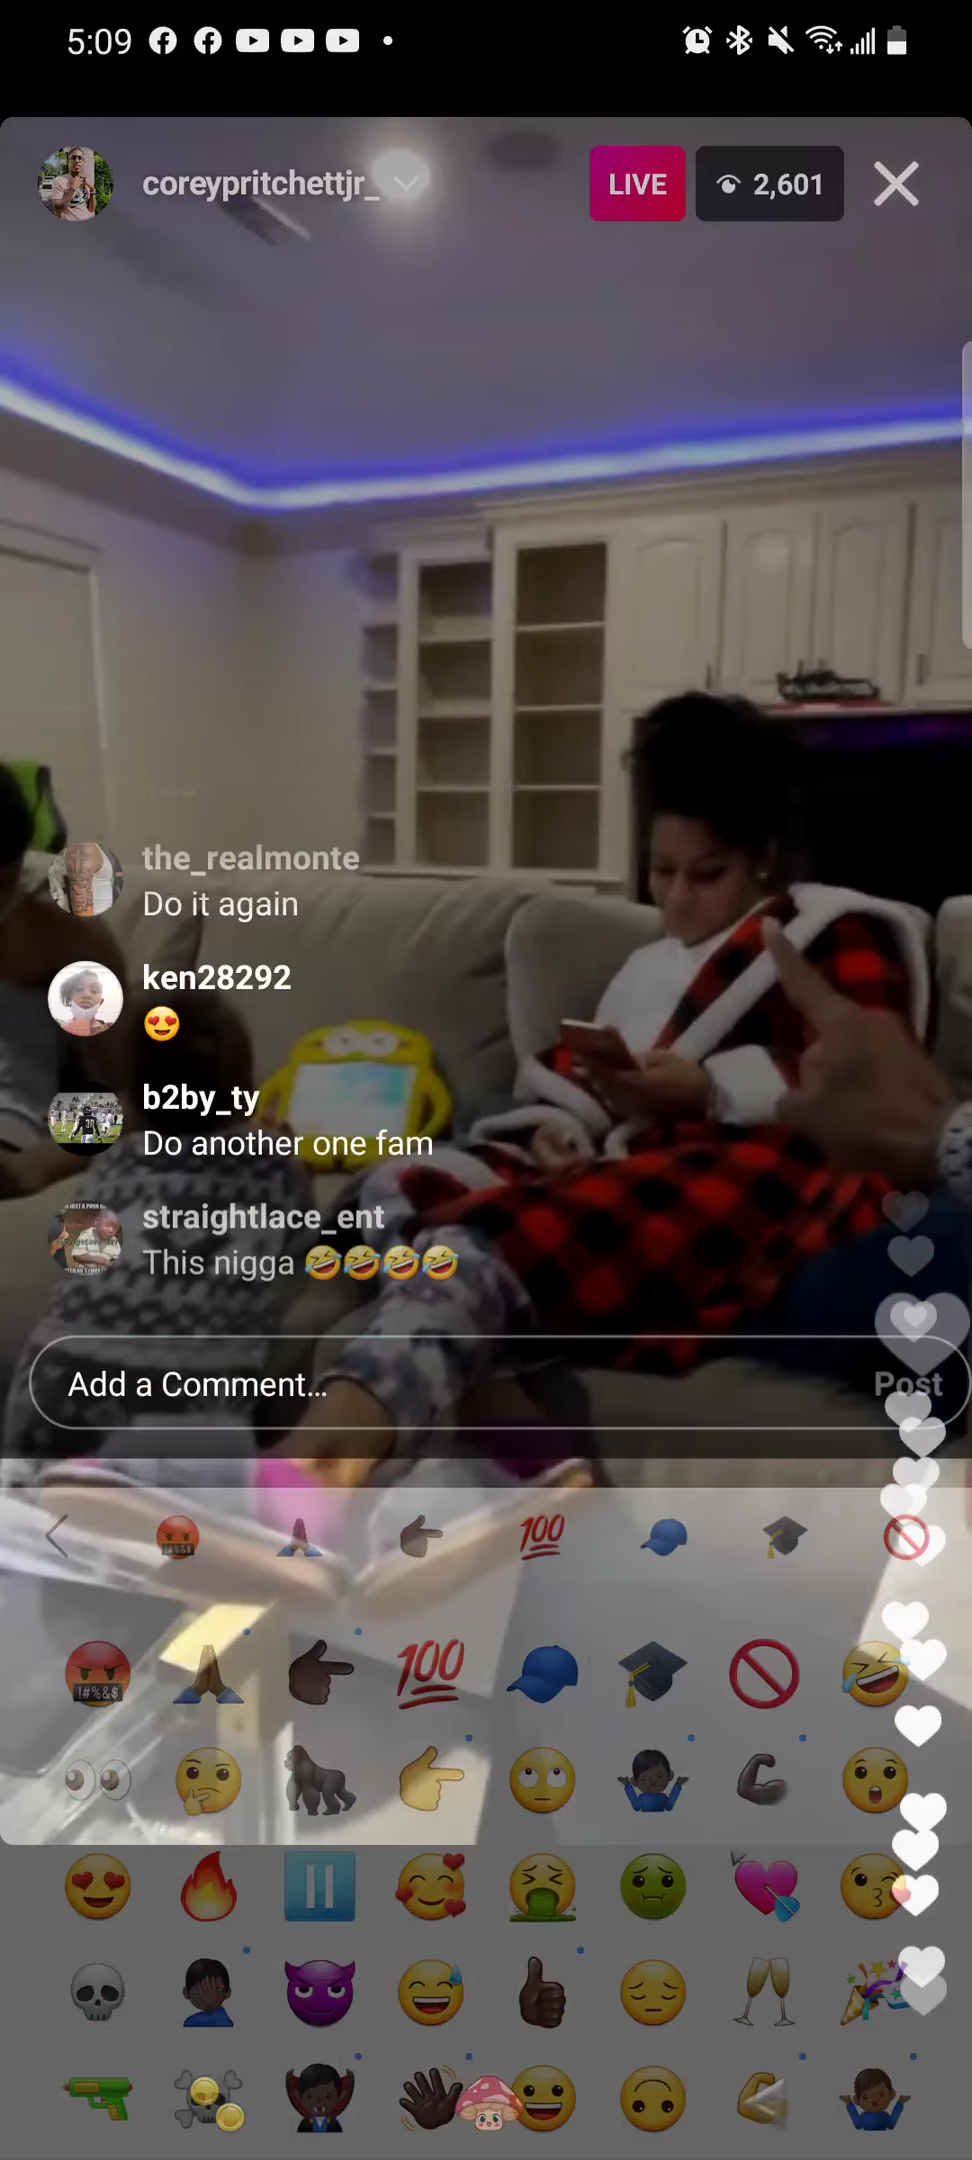 5:09
coreypritchettjr_
LIVE
2,601
the_realmonte
Do it again
ken28292
😍
b2by_ty
Do another one fam
straightlace_ent
This nigga 🤣🤣🤣🤣
Add a Comment...
Post
100
!#%&$
100